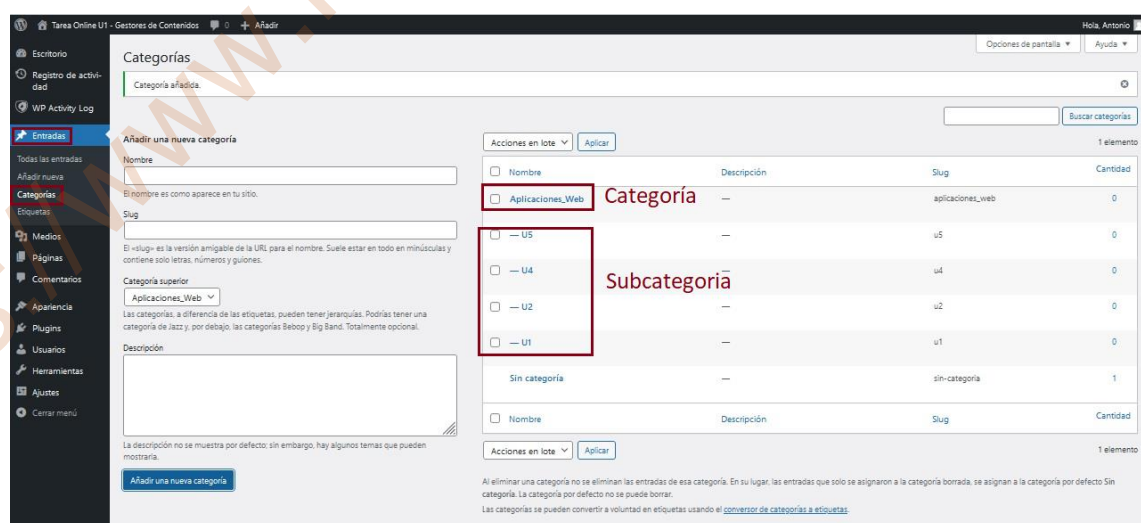 Tarea Online U1 - Gestores de Contenidos 0 + Añadir Hola, Antonio
Opciones de pantalla ▼ Ayuda ▼
Escritorio
Registro de activi-
dad
WP Activity Log
Entradas
Todas las entradas
Añadir nueva
Categorías
Etiquetas
Medios
Páginas
Comentarios
Apariencia
Plugins
Usuarios
Herramientas
Ajustes
Cerrar menú
Categorías
Categoría añadida.
Buscar categorías
Añadir una nueva categoría
Nombre
El nombre es como aparece en tu sitio.
Slug
El «slug» es la versión amigable de la URL para el nombre. Suele estar en todo en minúsculas y
contiene solo letras, números y guiones.
Categoría superior
Aplicaciones_Web
Las categorías, a diferencia de las etiquetas, pueden tener jerarquías. Podrías tener una
categoría de Jazz y, por debajo, las categorías Bebop y Big Band. Totalmente opcional.
Descripción
La descripción no se muestra por defecto; sin embargo, hay algunos temas que pueden
mostrarla.
Añadir una nueva categoría
Acciones en lote Aplicar 1 elemento
Nombre Descripción Slug Cantidad
Aplicaciones_Web Categoría — aplicaciones_web 0
— U5 — u5 0
— U4 — u4 0
Subcategoria
— U2 — u2 0
— U1 — u1 0
Sin categoría — sin-categoria 1
Nombre Descripción Slug Cantidad
Acciones en lote Aplicar 1 elemento
Al eliminar una categoría no se eliminan las entradas de esa categoría. En su lugar, las entradas que solo se asignaron a la categoría borrada, se asignan a la categoría por defecto Sin
categoría. La categoría por defecto no se puede borrar.
Las categorías se pueden convertir a voluntad en etiquetas usando el conversor de categorías a etiquetas.